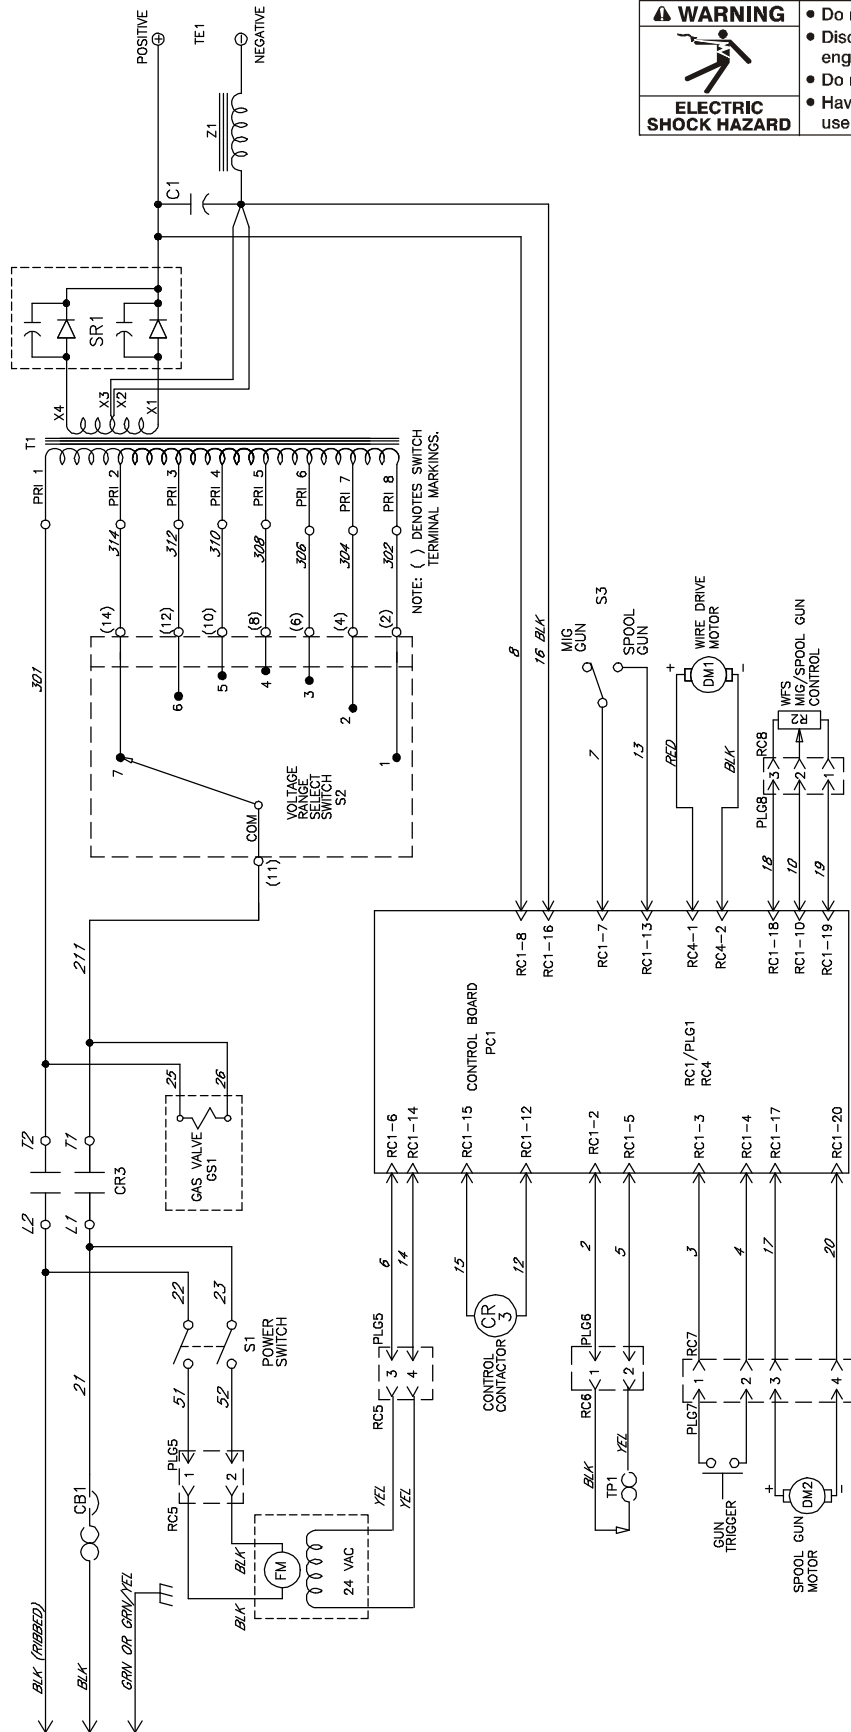 WARNING
ELECTRIC
SHOCK HAZARD
• Do
• Disc
eng
• Do
• Hav
use
POSITIVE
TE1
NEGATIVE
Z1
C1
SR1
X4
X3
X2
X1
T1
PRI 1
PRI 2
PRI 3
PRI 4
PRI 5
PRI 6
PRI 7
PRI 8
314
312
310
308
306
304
302
(14)
(12)
(10)
(8)
(6)
(4)
(2)
NOTE: ( ) DENOTES SWITCH
TERMINAL MARKINGS.
7
6
5
4
3
2
1
COM
VOLTAGE
RANGE
SELECT
SWITCH
S2
(11)
301
211
8
16 BLK
MIG
GUN
S3
SPOOL
GUN
7
13
RED
BLK
+
DM1
-
WIRE DRIVE
MOTOR
WFS
MIG/SPOOL GUN
CONTROL
R2
RC8
PLG8
3
2
1
18
10
19
RC1-8
RC1-16
RC1-7
RC1-13
RC4-1
RC4-2
RC1-18
RC1-10
RC1-19
CONTROL BOARD
PC1
RC1/PLG1
RC4
RC1-6
RC1-14
RC1-15
RC1-12
RC1-2
RC1-5
RC1-3
RC1-4
RC1-17
RC1-20
T2
T1
CR3
L2
L1
25
26
GAS VALVE
GS1
22
23
S1
POWER
SWITCH
51
52
21
CB1
PLG5
RC5
1
2
BLK (RIBBED)
BLK
GRN OR GRN/YEL
BLK
BLK
FM
24 VAC
YEL
YEL
RC5
PLG5
3
4
6
14
15
12
CR
3
CONTROL
CONTACTOR
PLG6
RC6
1
2
2
5
BLK
YEL
TP1
RC7
PLG7
1
2
3
4
3
4
17
20
GUN
TRIGGER
+
DM2
-
SPOOL GUN
MOTOR